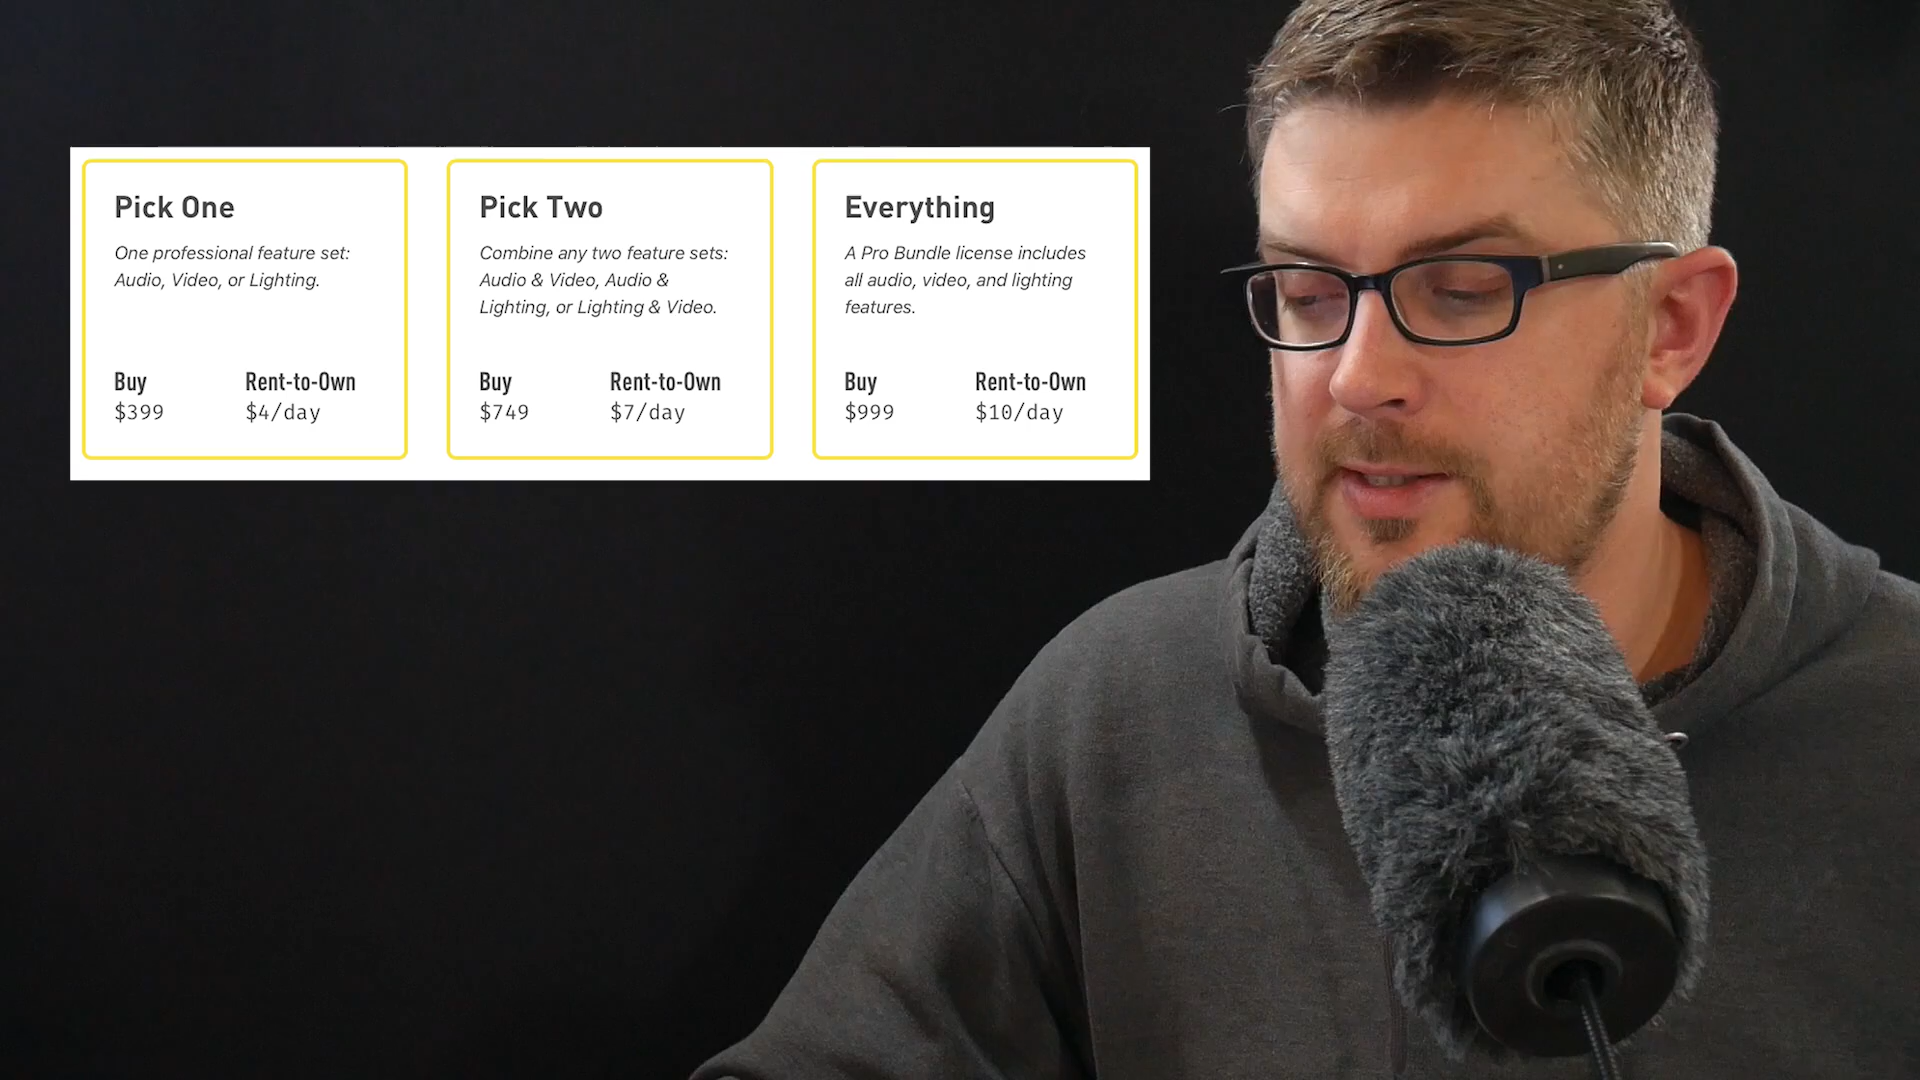 Pick One
One professional feature set:
Audio, Video, or Lighting.
Buy
$399
Rent-to-Own
$4/day
Pick Two
Combine any two feature sets:
Audio & Video, Audio &
Lighting, or Lighting & Video.
Buy
$749
Rent-to-Own
$7/day
Everything
A Pro Bundle license includes
all audio, video, and lighting
features.
Buy
$999
Rent-to-Own
$10/day